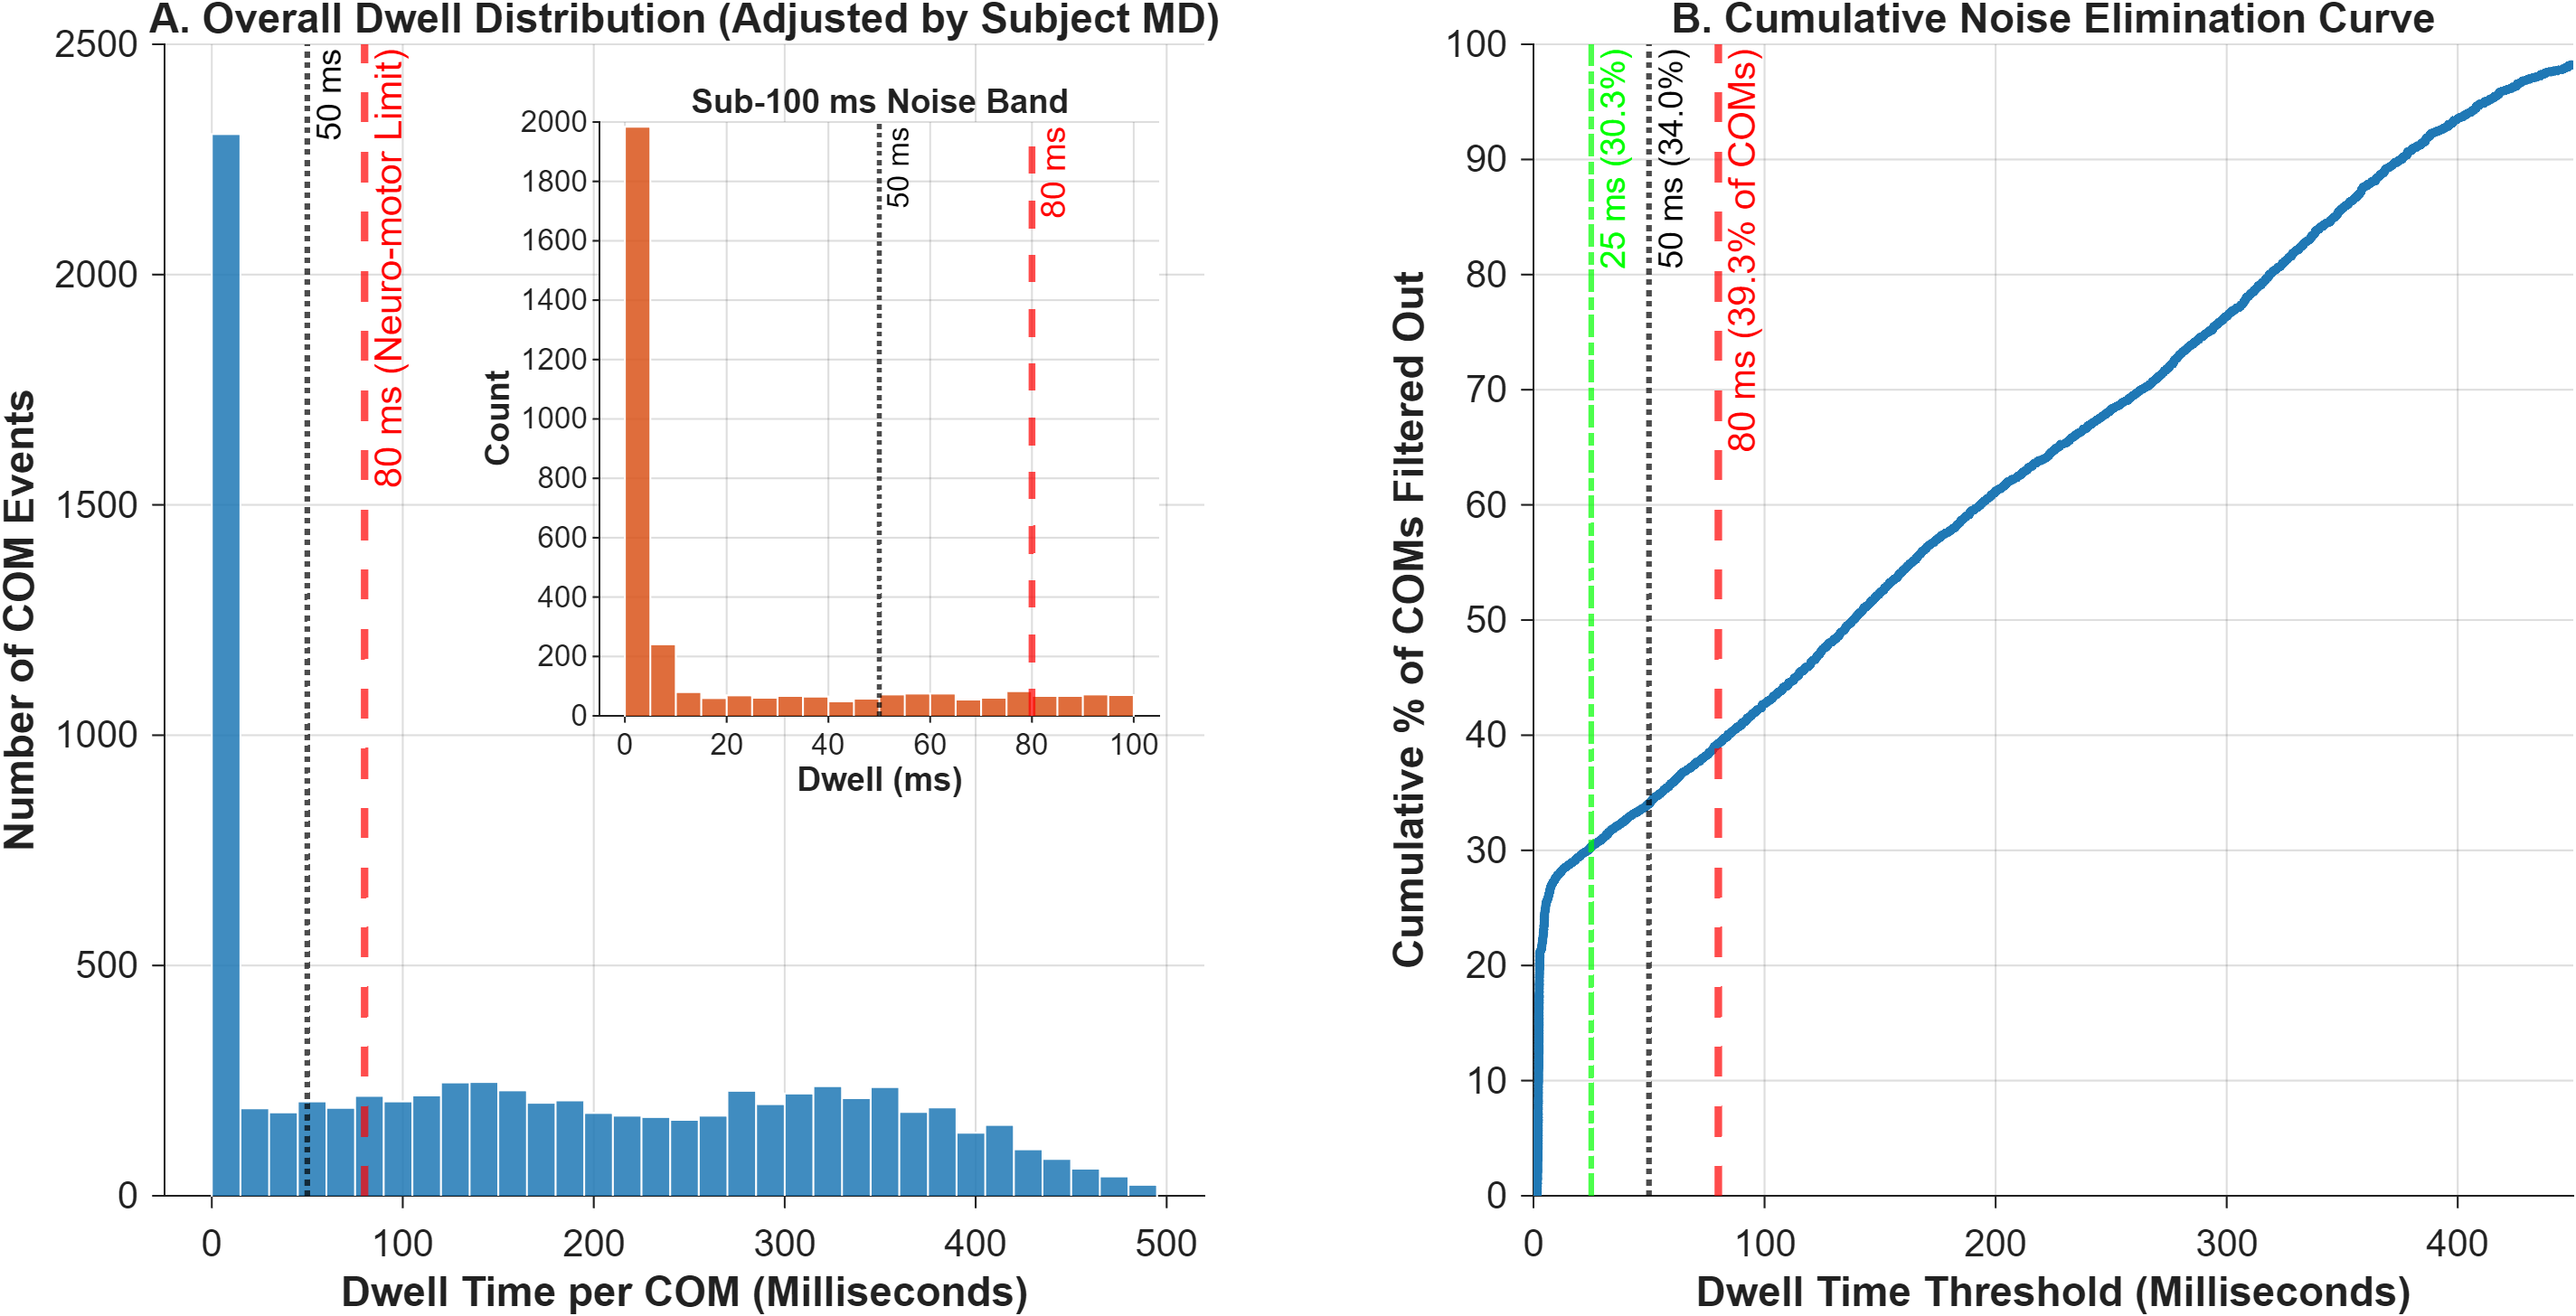 A. Overall Dwell Distribution (Adjusted by Subject MD)
2500
2000
1500
1000
500
0
Number of COM Events
50 ms
80 ms (Neuro-motor Limit)
Sub-100 ms Noise Band
2000
1800
1600
1400
1200
1000
800
600
400
200
0
Count
50 ms
80 ms
0 20 40 60 80 100
Dwell (ms)
0 100 200 300 400 500
Dwell Time per COM (Milliseconds)
B. Cumulative Noise Elimination Curve
100
90
80
70
60
50
40
30
20
10
0
Cumulative % of COMs Filtered Out
25 ms (30.3%)
50 ms (34.0%)
80 ms (39.3% of COMs)
0 100 200 300 400
Dwell Time Threshold (Milliseconds)